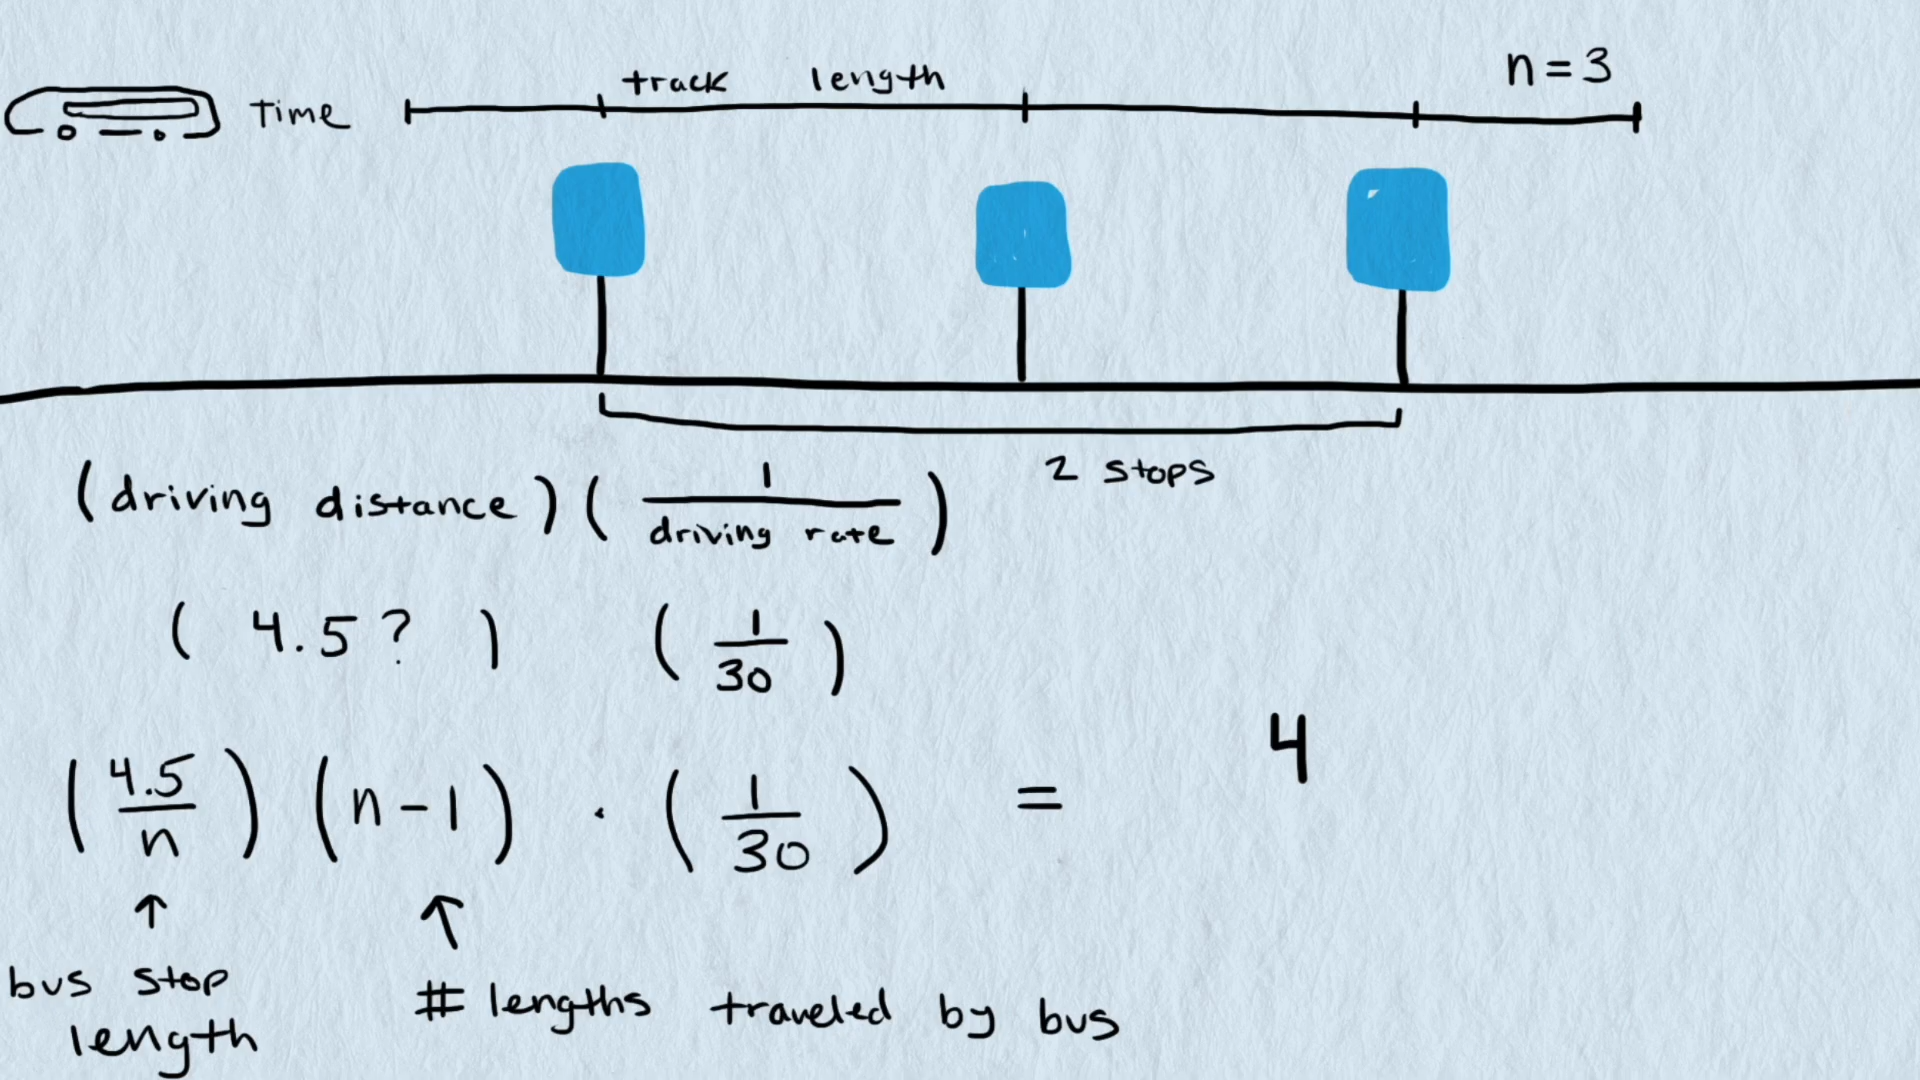 n = 3
track length
Time
2 stops
(driving distance) (1/driving rate)
(4.5?) (1/30)
(4.5/n) (n-1) · (1/30) = 4
↑ ↑
bus stop length
# lengths traveled by bus